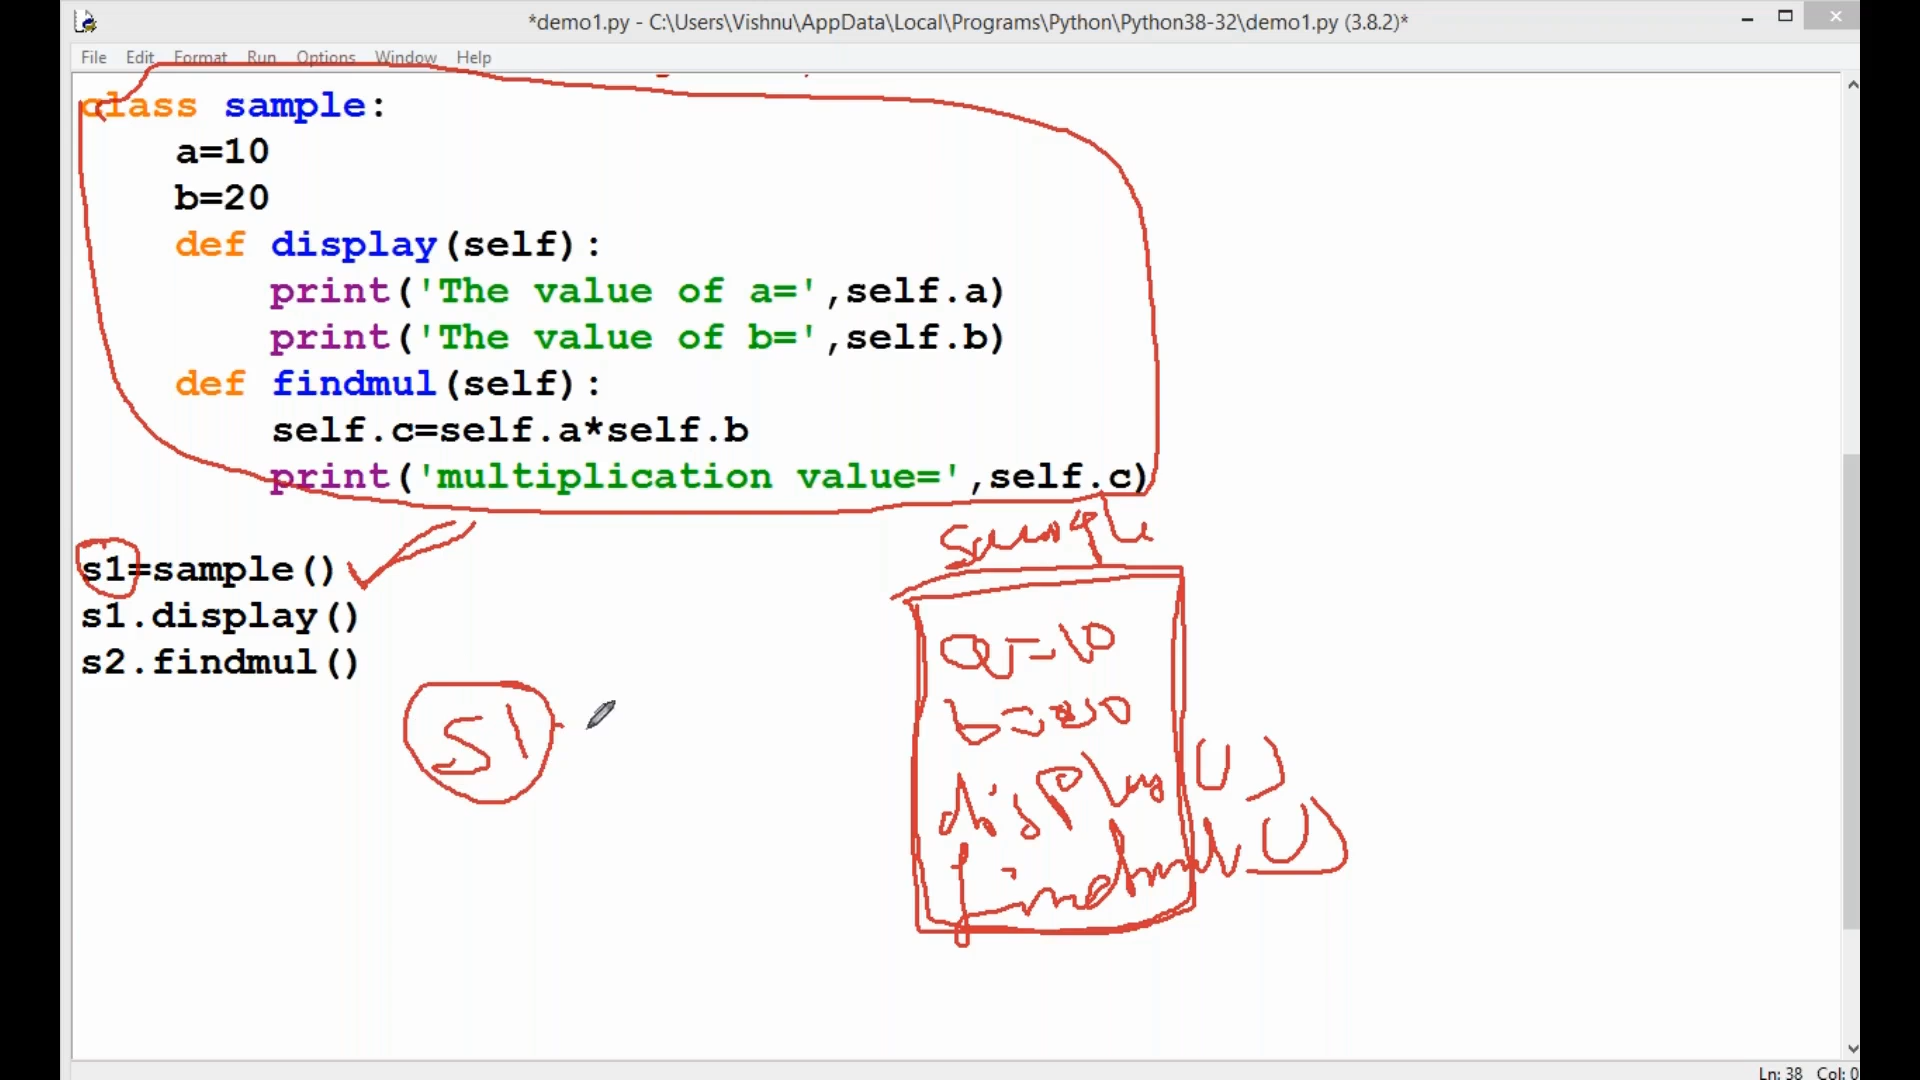 *demo1.py - C:\Users\Vishnu\AppData\Local\Programs\Python\Python38-32\demo1.py (3.8.2)*
File Edit Format Run Options Window Help
class sample:
    a=10
    b=20
    def display(self):
        print('The value of a=',self.a)
        print('The value of b=',self.b)
    def findmul(self):
        self.c=self.a*self.b
        print('multiplication value=',self.c)
s1=sample()
s1.display()
s2.findmul()
sample
a=10
b=20
display()
findmul()
S1
Ln: 38 Col: 0